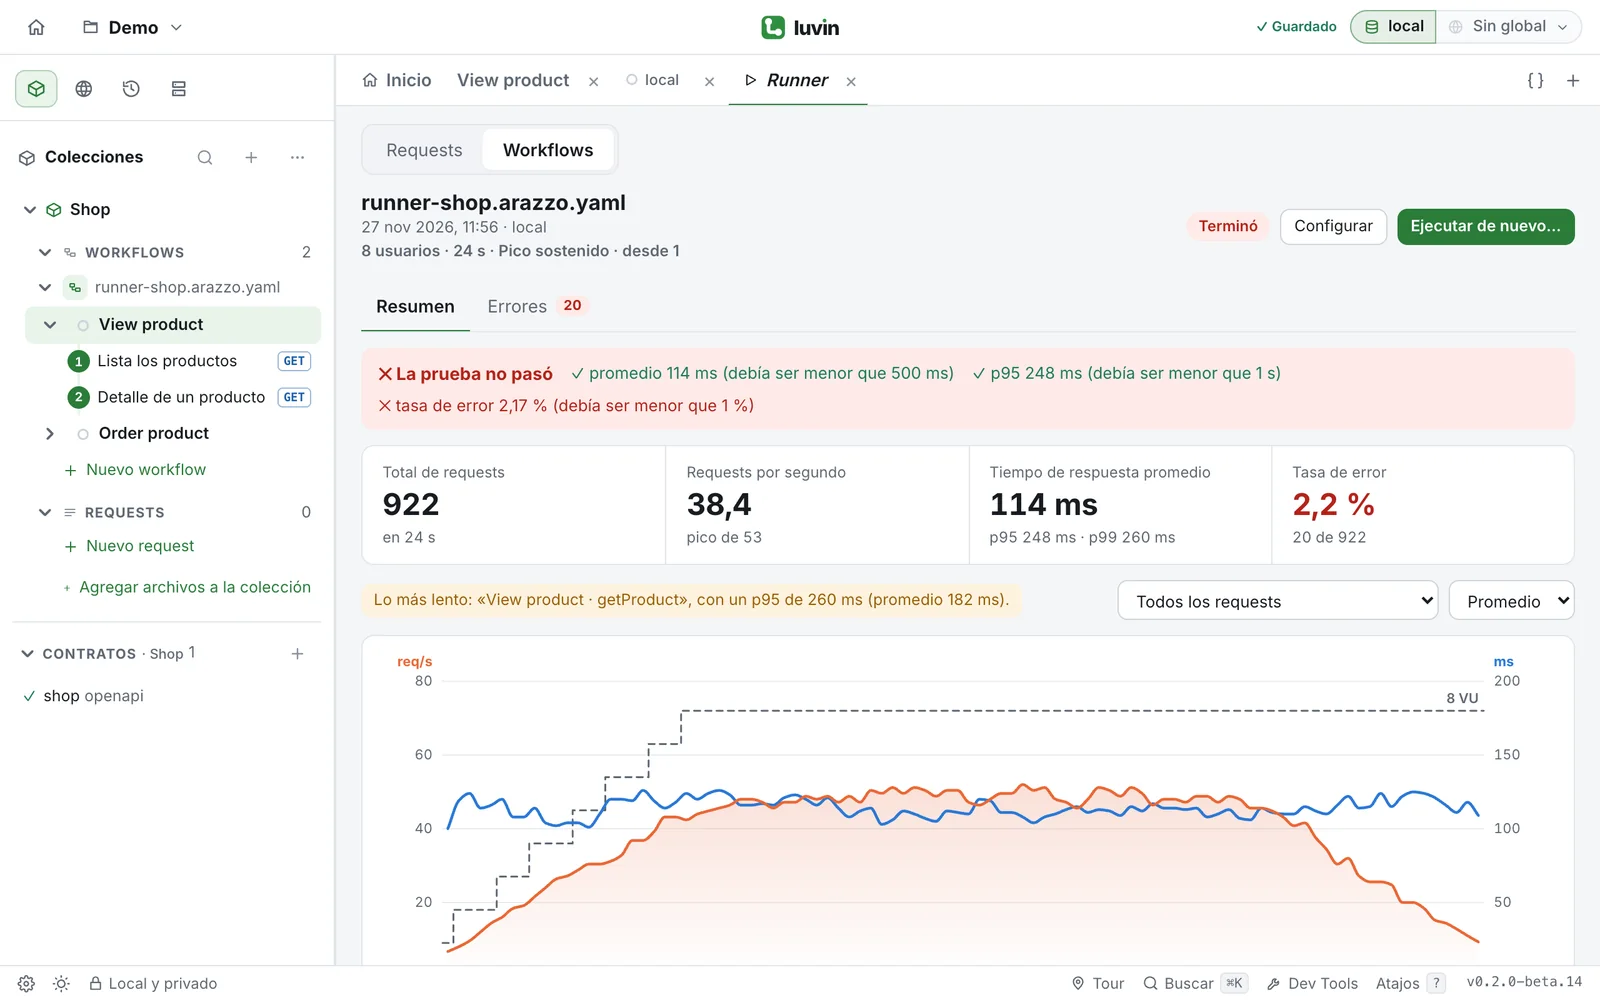 Demo
luvin
Guardado
local
Sin global
Inicio
View product
local
Runner
{ }
Colecciones
Shop
WORKFLOWS 2
runner-shop.arazzo.yaml
View product
1 Lista los productos GET
2 Detalle de un producto GET
Order product
+ Nuevo workflow
REQUESTS 0
+ Nuevo request
+ Agregar archivos a la colección
CONTRATOS · Shop 1
shop openapi
Requests
Workflows
runner-shop.arazzo.yaml
27 nov 2026, 11:56 · local
8 usuarios · 24 s · Pico sostenido · desde 1
Terminó
Configurar
Ejecutar de nuevo...
Resumen
Errores 20
La prueba no pasó ✓ promedio 114 ms (debía ser menor que 500 ms) ✓ p95 248 ms (debía ser menor que 1 s)
tasa de error 2,17 % (debía ser menor que 1 %)
Total de requests
922
en 24 s
Requests por segundo
38,4
pico de 53
Tiempo de respuesta promedio
114 ms
p95 248 ms · p99 260 ms
Tasa de error
2,2 %
20 de 922
Lo más lento: «View product · getProduct», con un p95 de 260 ms (promedio 182 ms).
Todos los requests
Promedio
req/s
ms
80
200
8 VU
60
150
40
100
20
50
Local y privado
Tour
Buscar ⌘K
Dev Tools
Atajos ?
v0.2.0-beta.14